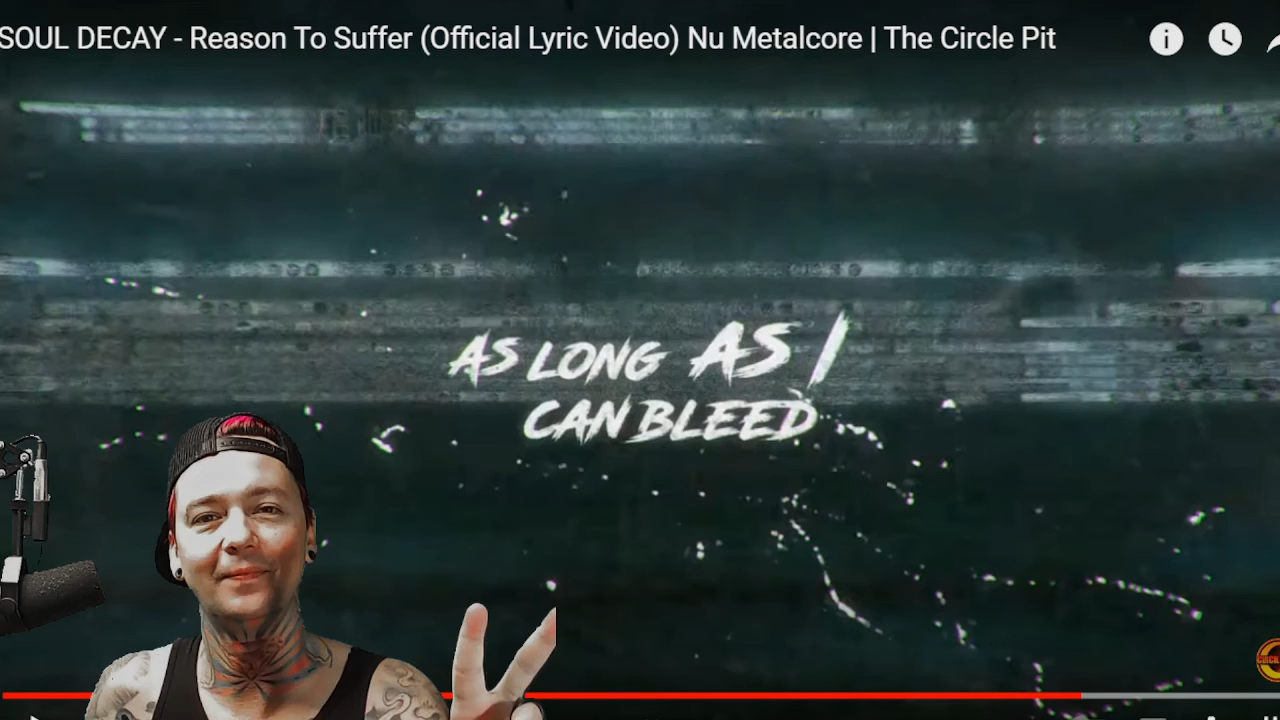 SOUL DECAY - Reason To Suffer (Official Lyric Video) Nu Metalcore | The Circle Pit
AS LONG AS I
CAN BLEED